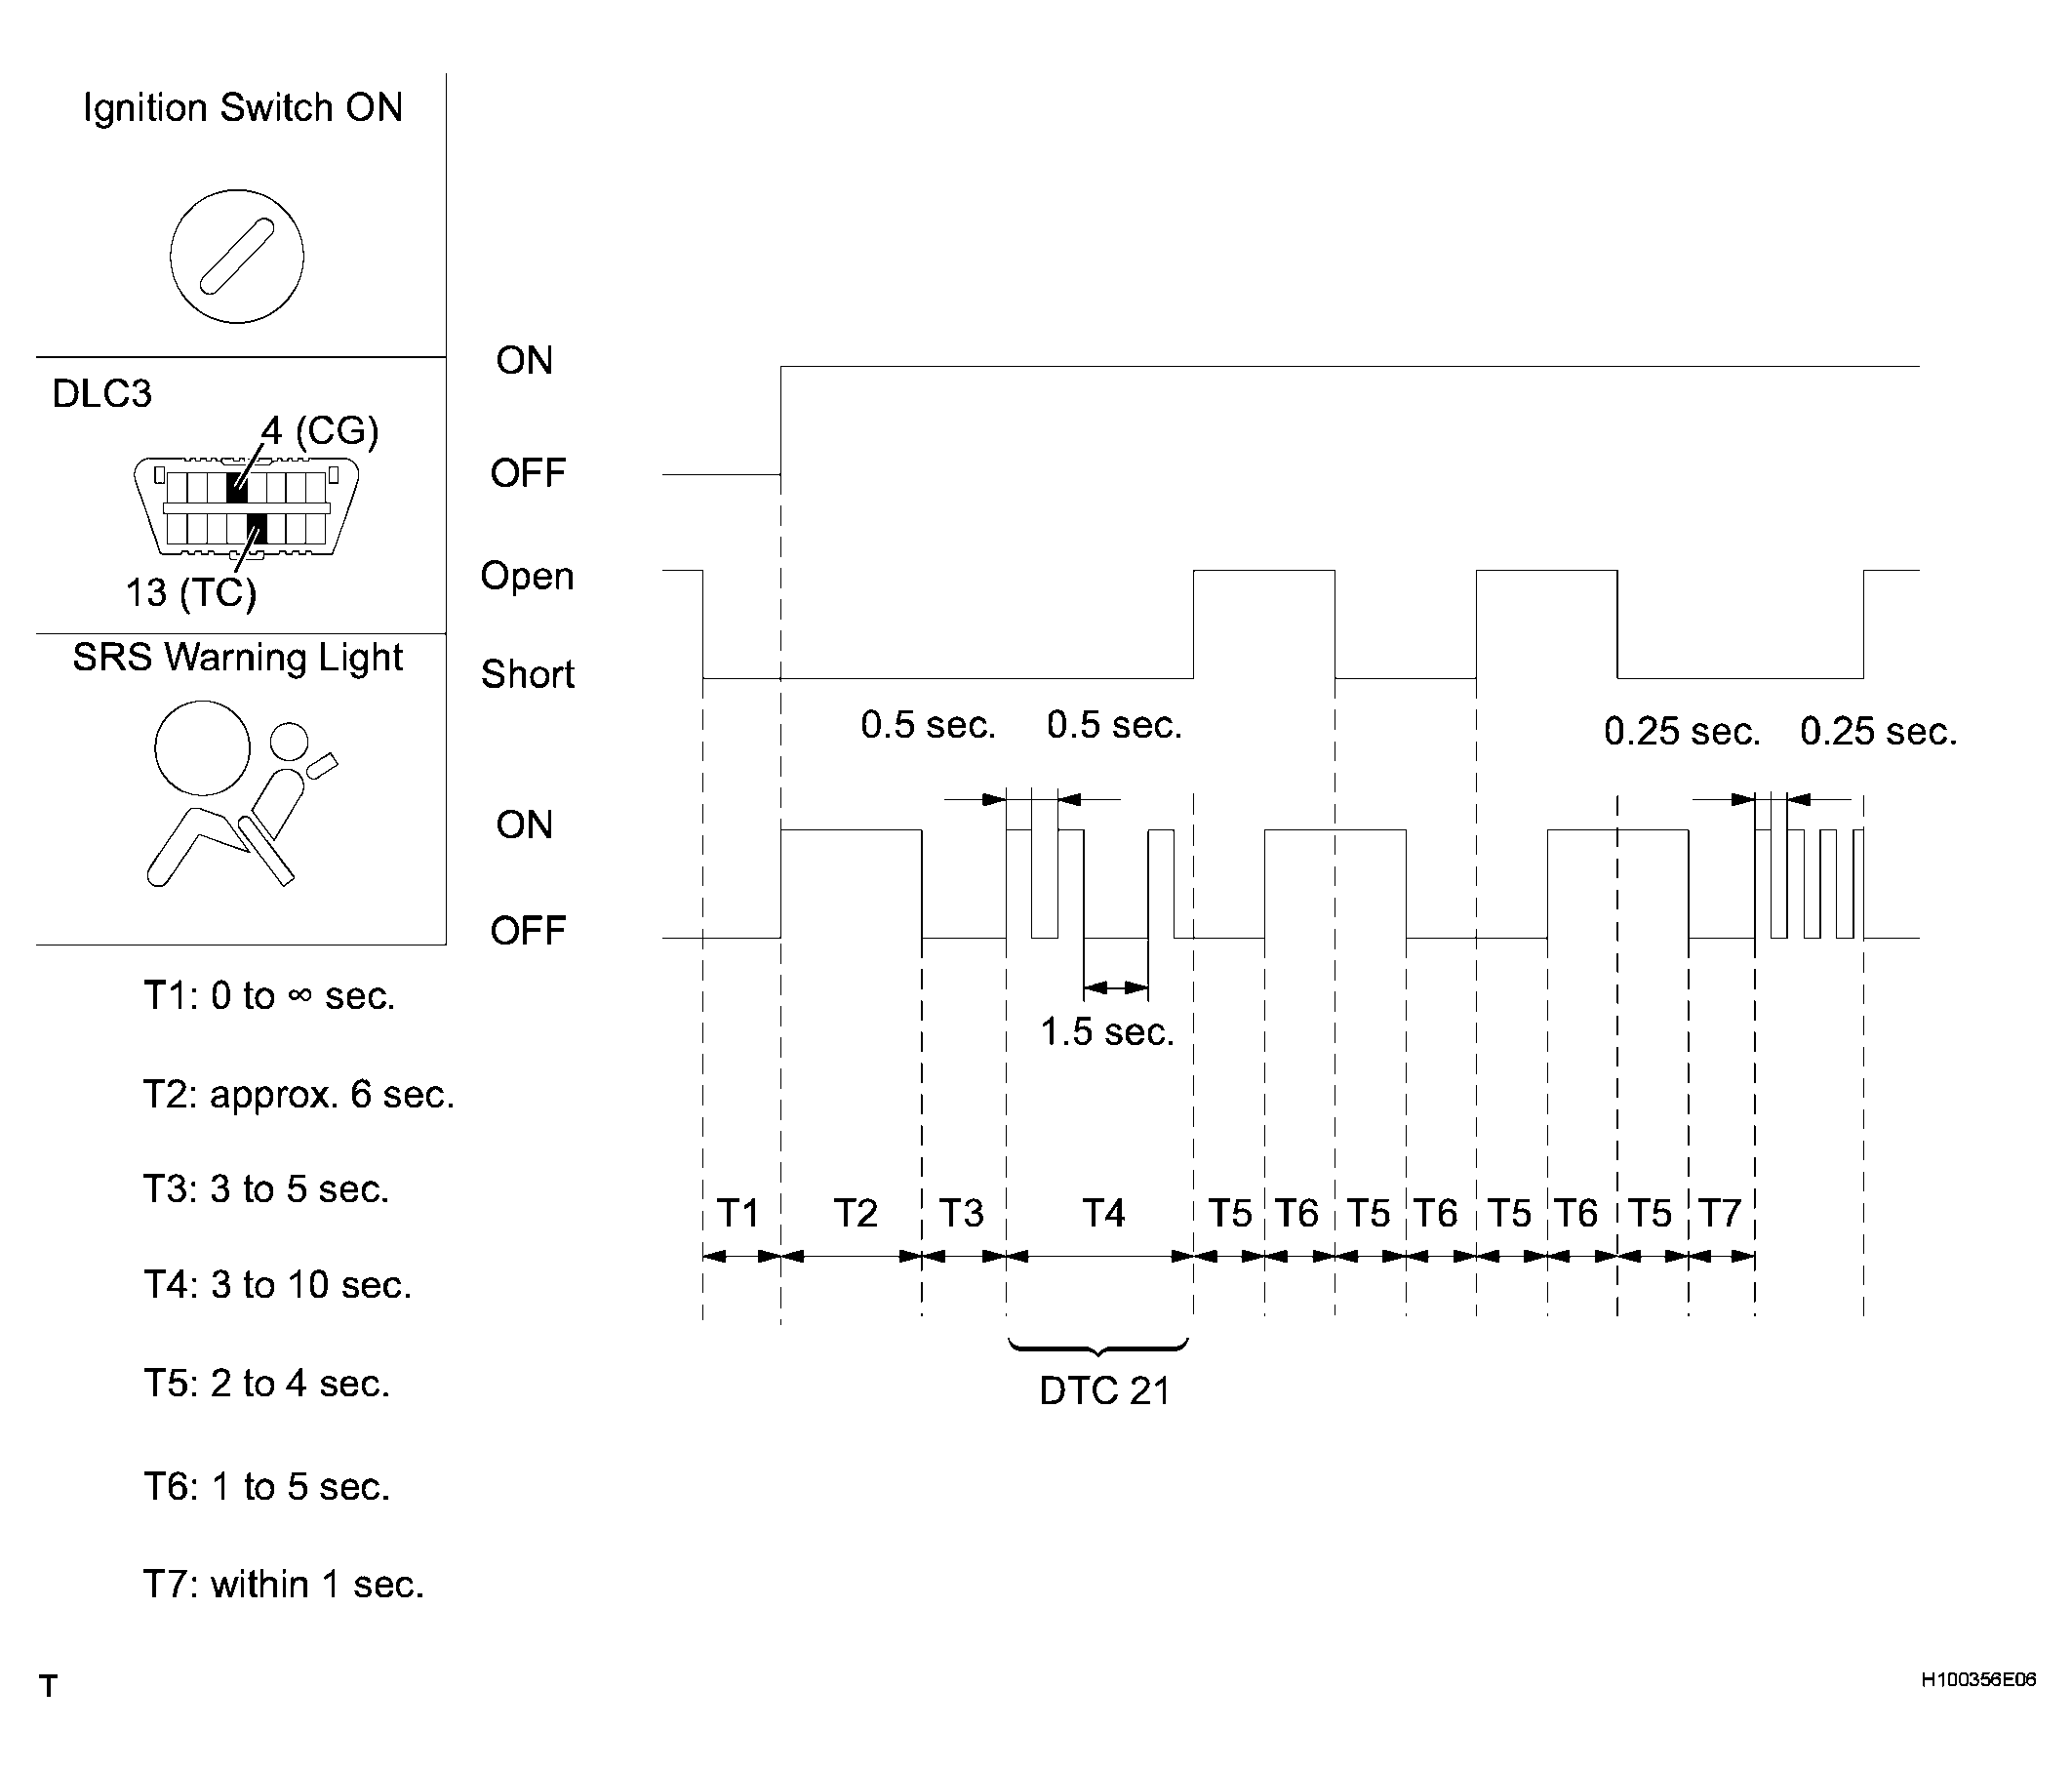 Ignition Switch ON
DLC3
4 (CG)
13 (TC)
SRS Warning Light
ON
OFF
Open
Short
0.5 sec. 0.5 sec.
0.25 sec. 0.25 sec.
ON
OFF
1.5 sec.
T1 T2 T3 T4 T5 T6 T5 T6 T5 T6 T5 T7
DTC 21
T1: 0 to ∞ sec.
T2: approx. 6 sec.
T3: 3 to 5 sec.
T4: 3 to 10 sec.
T5: 2 to 4 sec.
T6: 1 to 5 sec.
T7: within 1 sec.
T
H100356E06